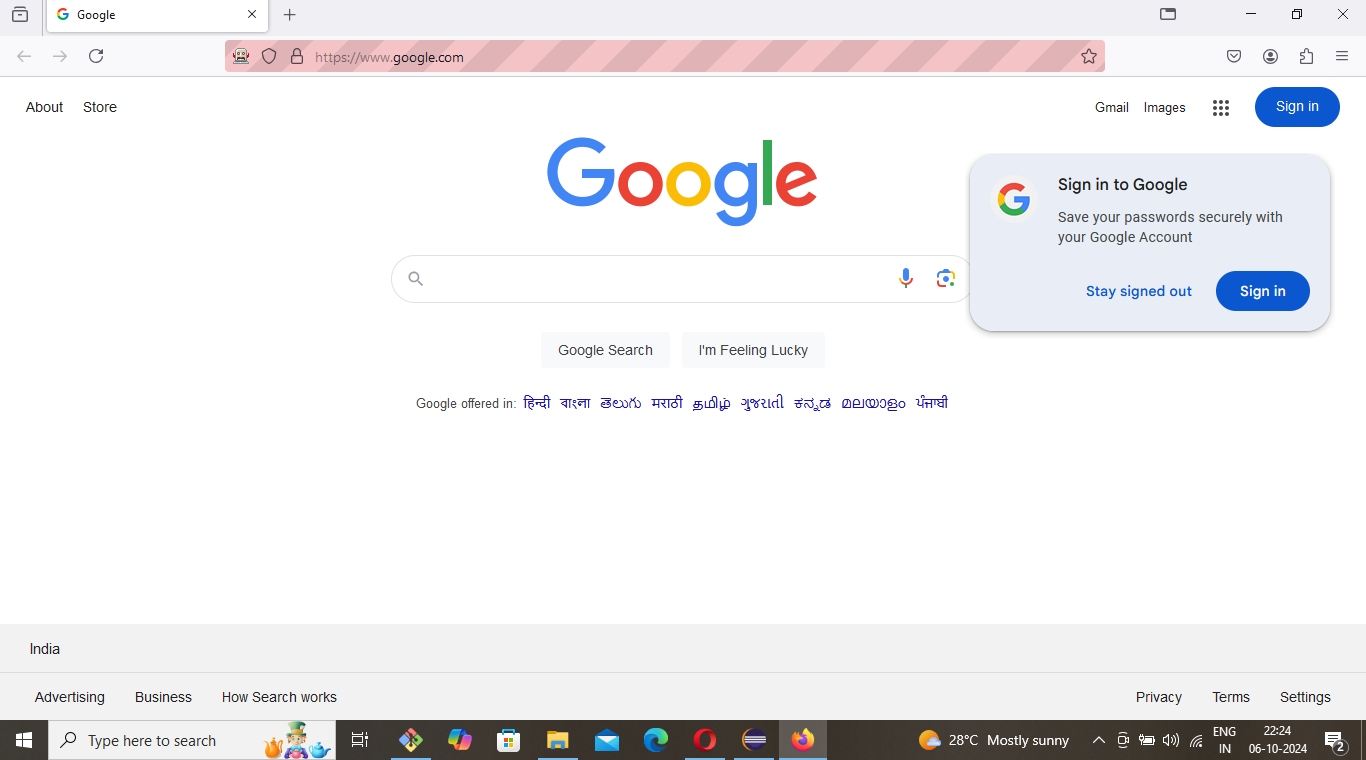 Google
https://www.google.com
About Store
Gmail Images
Sign in
Google
Sign in to Google
Save your passwords securely with
your Google Account
Stay signed out Sign in
Google Search I'm Feeling Lucky
Google offered in: हिन्दी বাংলা తెలుగు मराठी தமிழ் ગુજરાતી ಕನ್ನಡ മലയാളം ਪੰਜਾਬੀ
India
Advertising Business How Search works
Privacy Terms Settings
Type here to search
28°C Mostly sunny
ENG
IN
22:24
06-10-2024
2